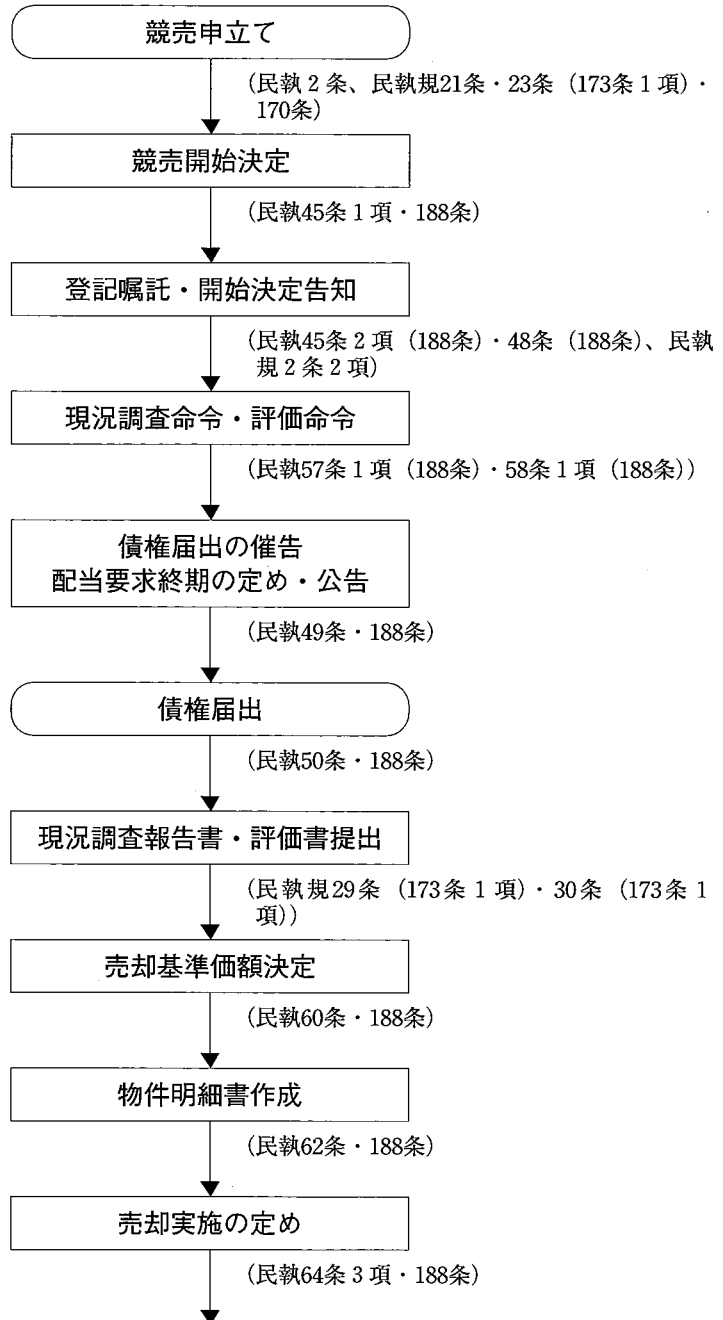 競売申立て
(民執2条、民執規21条・23条(173条1項)・
170条)
競売開始決定
(民執45条1項・188条)
登記嘱託・開始決定告知
(民執45条2項(188条)・48条(188条)、民執
規2条2項)
現況調査命令・評価命令
(民執57条1項(188条)・58条1項(188条))
債権届出の催告
配当要求終期の定め・公告
(民執49条・188条)
債権届出
(民執50条・188条)
現況調査報告書・評価書提出
(民執規29条(173条1項)・30条(173条1
項))
売却基準価額決定
(民執60条・188条)
物件明細書作成
(民執62条・188条)
売却実施の定め
(民執64条3項・188条)